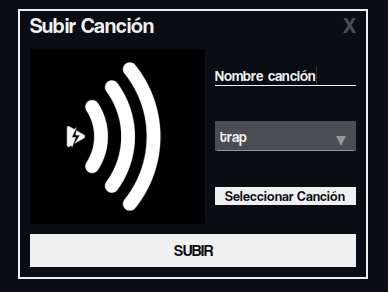 Subir Canción
X
Nombre canción
trap
Seleccionar Canción
SUBIR